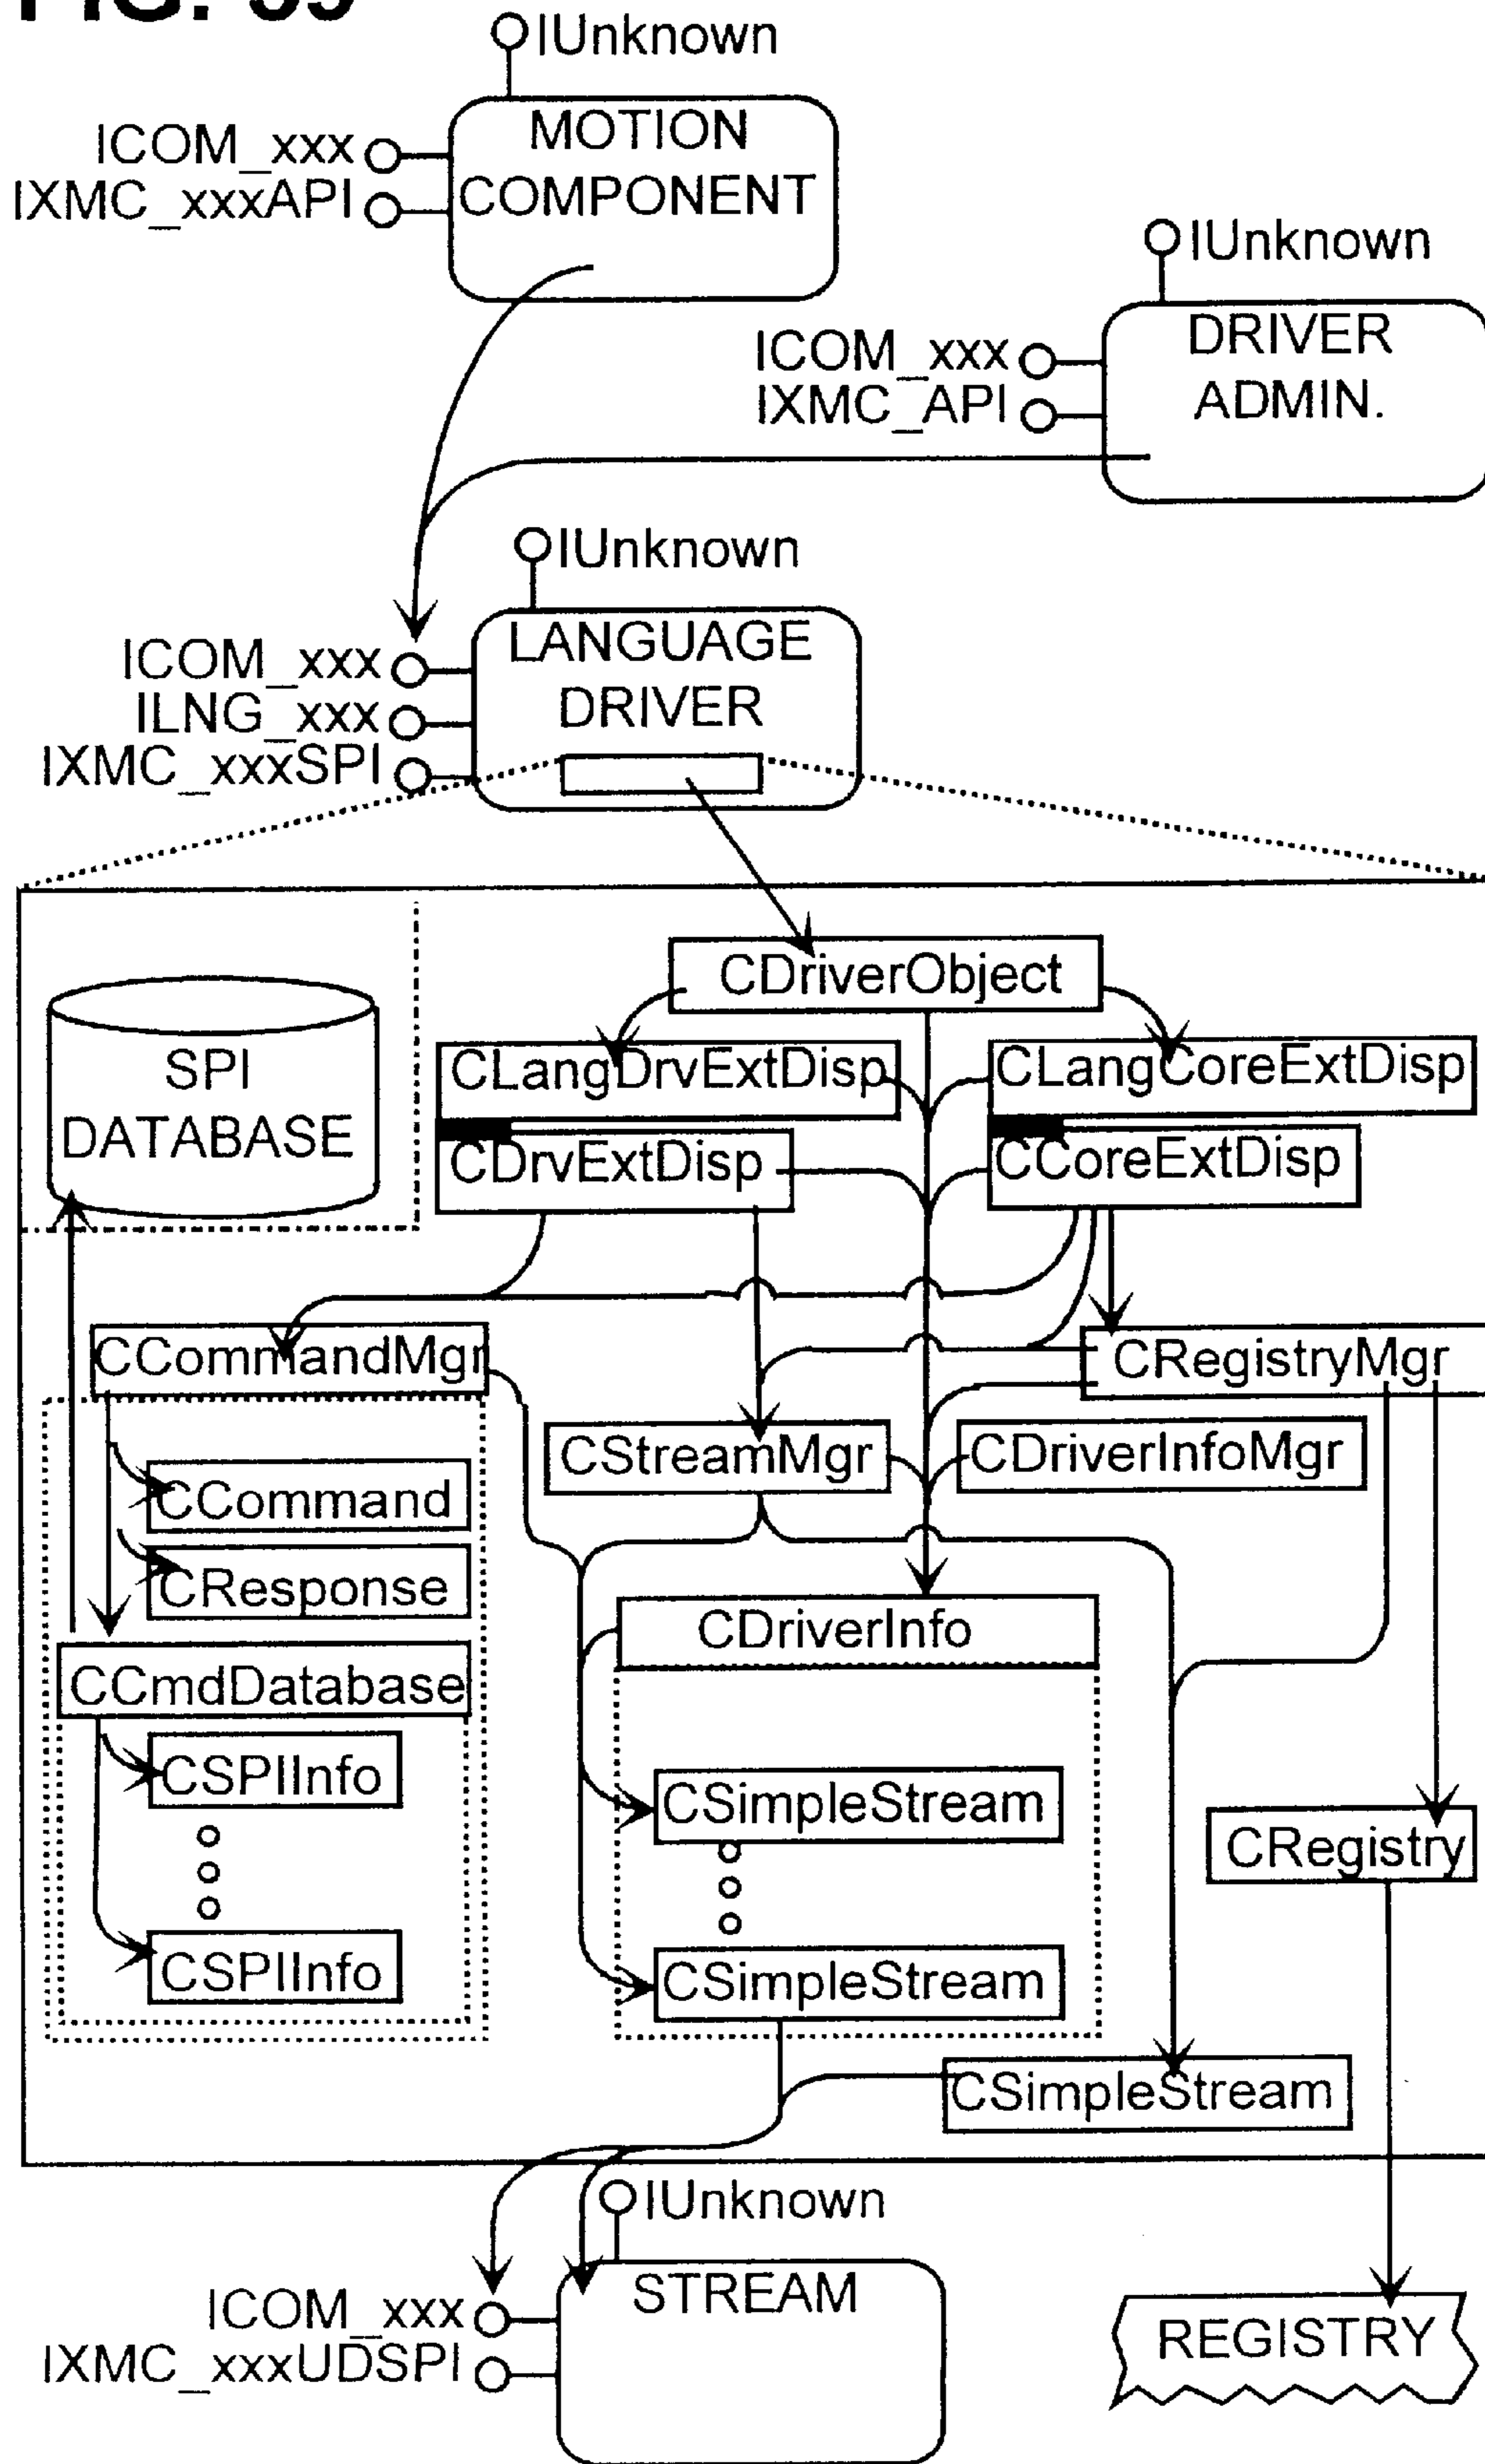 IUnknown
MOTION
COMPONENT
ICOM_xxx
IXMC_xxxAPI
IUnknown
DRIVER
ADMIN.
ICOM_xxx
IXMC_API
IUnknown
LANGUAGE
DRIVER
ICOM_xxx
ILNG_xxx
IXMC_xxxSPI
CDriverObject
SPI
DATABASE
CLangDrvExtDisp
CLangCoreExtDisp
CDrvExtDisp
CCoreExtDisp
CCommandMgr
CRegistryMgr
CStreamMgr
CDriverInfoMgr
CCommand
CResponse
CDriverInfo
CCmdDatabase
CSPIInfo
CSimpleStream
CRegistry
CSPIInfo
CSimpleStream
CSimpleStream
IUnknown
STREAM
ICOM_xxx
IXMC_xxxUDSPI
REGISTRY